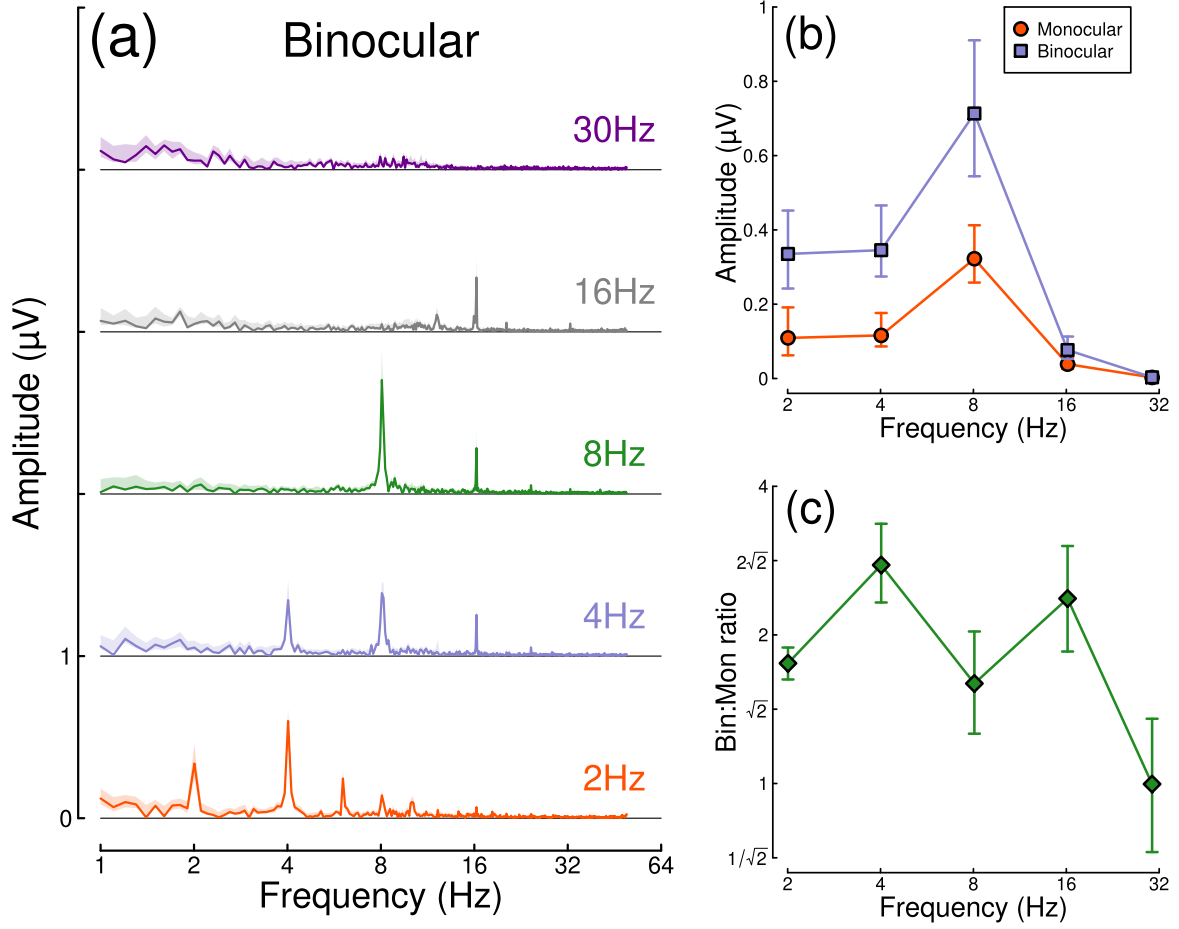 (a)
Binocular
30Hz
16Hz
8Hz
4Hz
2Hz
Amplitude (µV)
1
0
1 2 4 8 16 32 64
Frequency (Hz)
(b)
Monocular
Binocular
Amplitude (µV)
1
0.8
0.6
0.4
0.2
0
2 4 8 16 32
Frequency (Hz)
(c)
Bin:Mon ratio
4
2√2
2
√2
1
1/√2
2 4 8 16 32
Frequency (Hz)